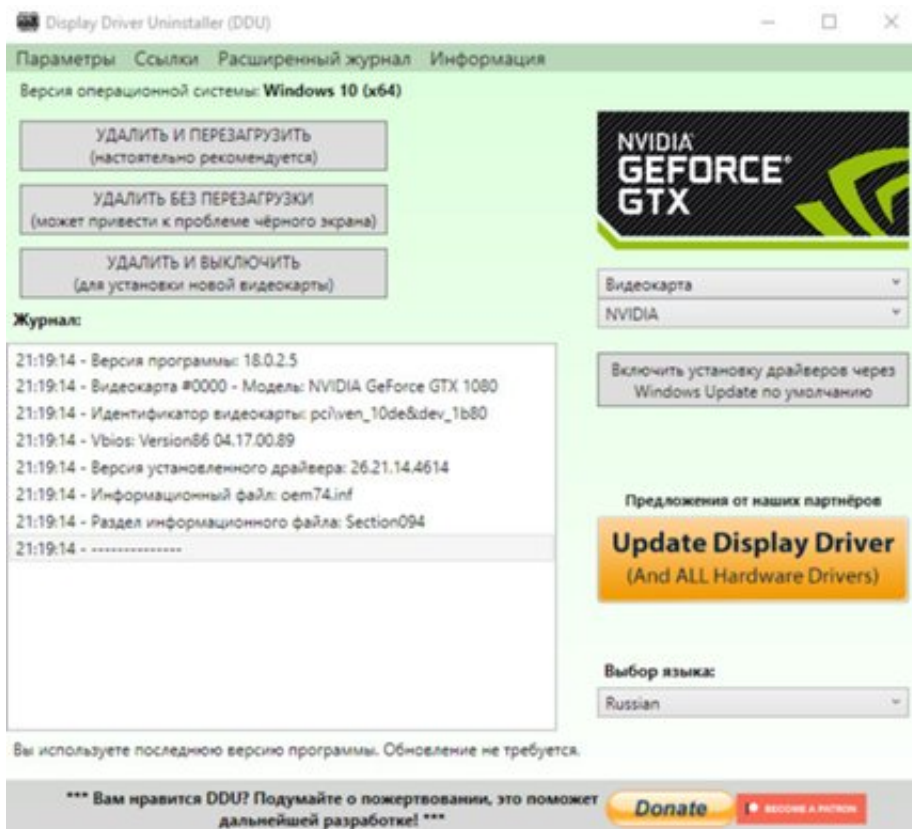 Display Driver Uninstaller (DDU)
Параметры Ссылки Расширенный журнал Информация
Версия операционной системы: Windows 10 (x64)
УДАЛИТЬ И ПЕРЕЗАГРУЗИТЬ
(настоятельно рекомендуется)
УДАЛИТЬ БЕЗ ПЕРЕЗАГРУЗКИ
(может привести к проблеме чёрного экрана)
УДАЛИТЬ И ВЫКЛЮЧИТЬ
(для установки новой видеокарты)
NVIDIA
GEFORCE
GTX
Видеокарта
NVIDIA
Включить установку драйверов через
Windows Update по умолчанию
Журнал:
21:19:14 - Версия программы: 18.0.2.5
21:19:14 - Видеокарта #0000 - Модель: NVIDIA GeForce GTX 1080
21:19:14 - Идентификатор видеокарты: pci\ven_10de&dev_1b80
21:19:14 - Vbios: Version86 04.17.00.89
21:19:14 - Версия установленного драйвера: 26.21.14.4614
21:19:14 - Информационный файл: oem74.inf
21:19:14 - Раздел информационного файла: Section094
21:19:14 - --------------
Предложения от наших партнёров
Update Display Driver
(And ALL Hardware Drivers)
Выбор языка:
Russian
Вы используете последнюю версию программы. Обновление не требуется.
*** Вам нравится DDU? Подумайте о пожертвовании, это поможет
дальнейшей разработке! ***
Donate
BECOME A PATRON